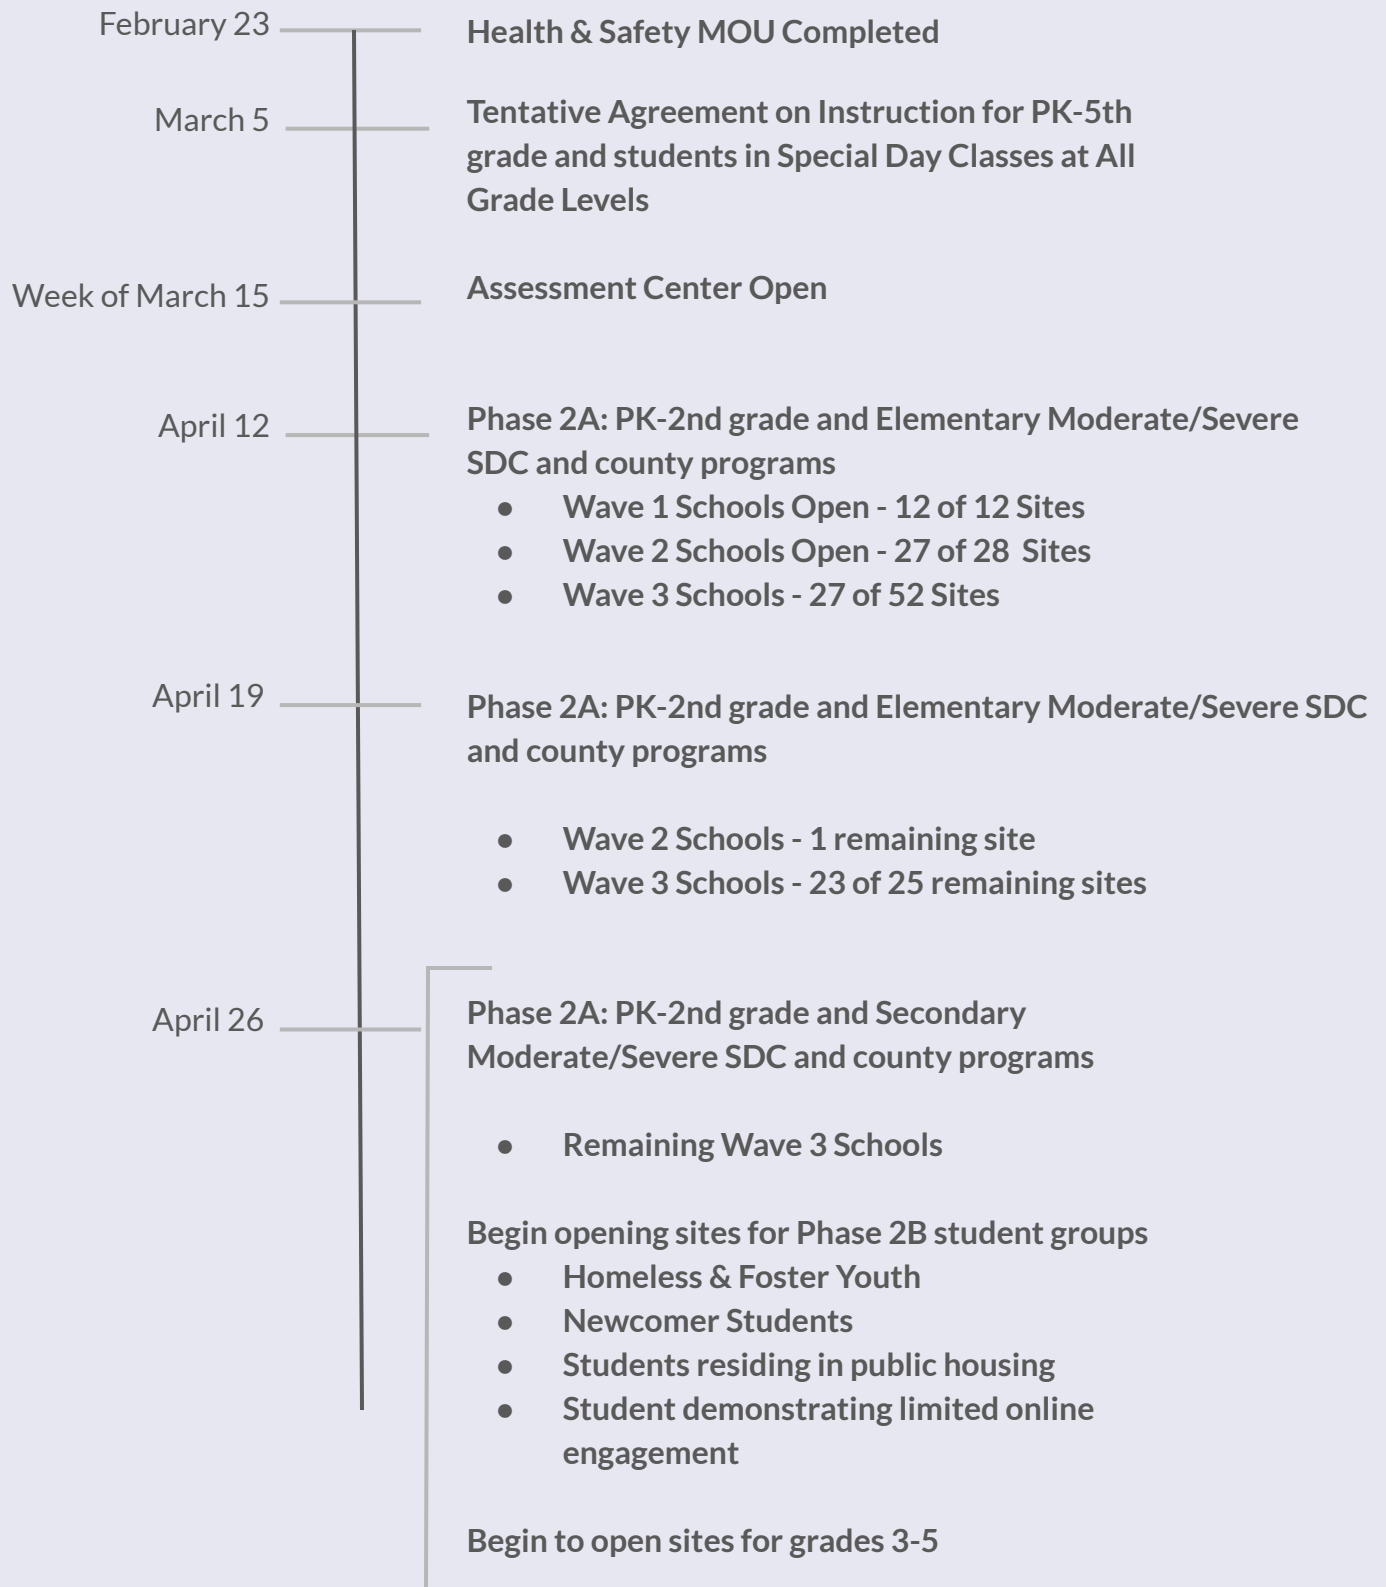 February 23
Health & Safety MOU Completed
March 5
Tentative Agreement on Instruction for PK-5th
grade and students in Special Day Classes at All
Grade Levels
Week of March 15
Assessment Center Open
April 12
Phase 2A: PK-2nd grade and Elementary Moderate/Severe
SDC and county programs
● Wave 1 Schools Open - 12 of 12 Sites
● Wave 2 Schools Open - 27 of 28 Sites
● Wave 3 Schools - 27 of 52 Sites
April 19
Phase 2A: PK-2nd grade and Elementary Moderate/Severe SDC
and county programs
● Wave 2 Schools - 1 remaining site
● Wave 3 Schools - 23 of 25 remaining sites
April 26
Phase 2A: PK-2nd grade and Secondary
Moderate/Severe SDC and county programs
● Remaining Wave 3 Schools
Begin opening sites for Phase 2B student groups
● Homeless & Foster Youth
● Newcomer Students
● Students residing in public housing
● Student demonstrating limited online
engagement
Begin to open sites for grades 3-5